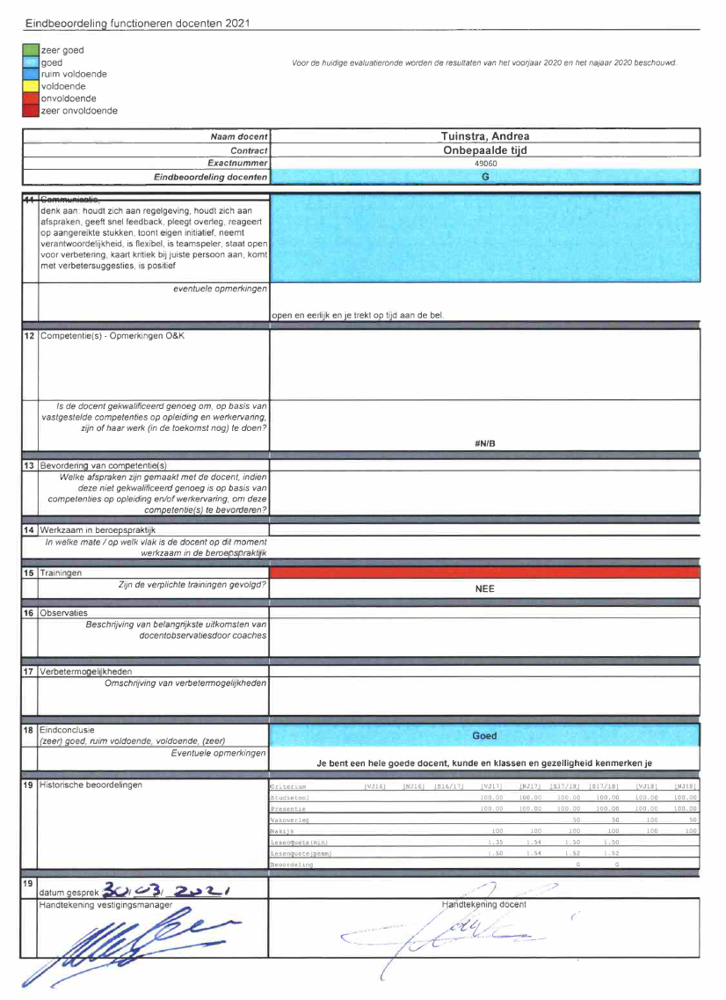 Eindbeoordeling functioneren docenten 2021
zeer goed
goed
ruim voldoende
voldoende
onvoldoende
zeer onvoldoende
Voor de huidige evaluatieronde worden de resultaten van het voorjaar 2020 en het najaar 2020 beschouwd.
Naam docent Tuinstra, Andrea
Contract Onbepaalde tijd
Exactnummer 49060
Eindbeoordeling docenten G
11 Communicatie,
denk aan: houdt zich aan regelgeving, houdt zich aan
afspraken, geeft snel feedback, pleegt overleg, reageert
op aangereikte stukken, toont eigen initiatief, neemt
verantwoordelijkheid, is flexibel, is teamspeler, staat open
voor verbetering, kaart kritiek bij juiste persoon aan, komt
met verbetersuggesties, is positief
eventuele opmerkingen
open en eerlijk en je trekt op tijd aan de bel.
12 Competentie(s) - Opmerkingen O&K
Is de docent gekwalificeerd genoeg om, op basis van
vastgestelde competenties op opleiding en werkervaring,
zijn of haar werk (in de toekomst nog) te doen?
#N/B
13 Bevordering van competentie(s)
Welke afspraken zijn gemaakt met de docent, indien
deze niet gekwalificeerd genoeg is op basis van
competenties op opleiding en/of werkervaring, om deze
competentie(s) te bevorderen?
14 Werkzaam in beroepspraktijk
In welke mate / op welk vlak is de docent op dit moment
werkzaam in de beroepspraktijk
15 Trainingen
Zijn de verplichte trainingen gevolgd? NEE
16 Observaties
Beschrijving van belangrijkste uitkomsten van
docentobservatiesdoor coaches
17 Verbetermogelijkheden
Omschrijving van verbetermogelijkheden
18 Eindconclusie
(zeer) goed, ruim voldoende, voldoende, (zeer) Goed
Eventuele opmerkingen
Je bent een hele goede docent, kunde en klassen en gezelligheid kenmerken je
19 Historische beoordelingen
Criterium [VJ16] [NJ16] [S16/17] [VJ17] [NJ17] [S17/18] [S17/18] [VJ18] [NJ18]
Studietool 100.00 100.00 100.00 100.00 100.00 100.00
Presentie 100.00 100.00 100.00 100.00 100.00 100.00
Vakoverleg 50 50 100 50
Nakijk 100 100 100 100 100 100
Lesenquete(min) 1.35 1.54 1.50 1.50
Lesenquete(gemm) 1.50 1.54 1.52 1.52
Beoordeling G G
19
datum gesprek 30/03/2021
Handtekening vestigingsmanager Handtekening docent